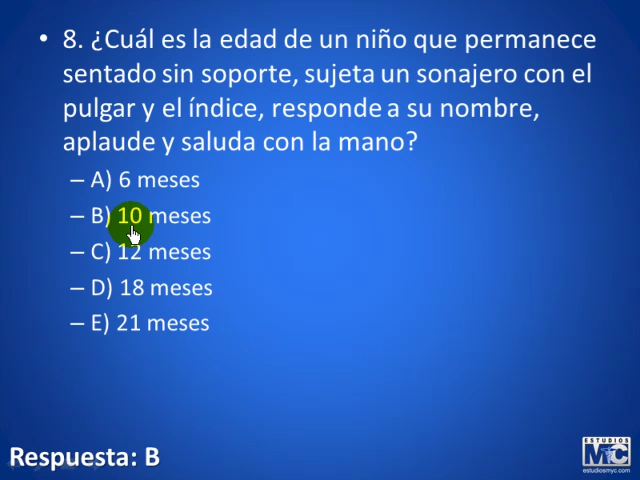 • 8. ¿Cuál es la edad de un niño que permanece
sentado sin soporte, sujeta un sonajero con el
pulgar y el índice, responde a su nombre,
aplaude y saluda con la mano?
– A) 6 meses
– B) 10 meses
– C) 12 meses
– D) 18 meses
– E) 21 meses
Respuesta: B
ESTUDIOS
MyC
estudiosmyc.com